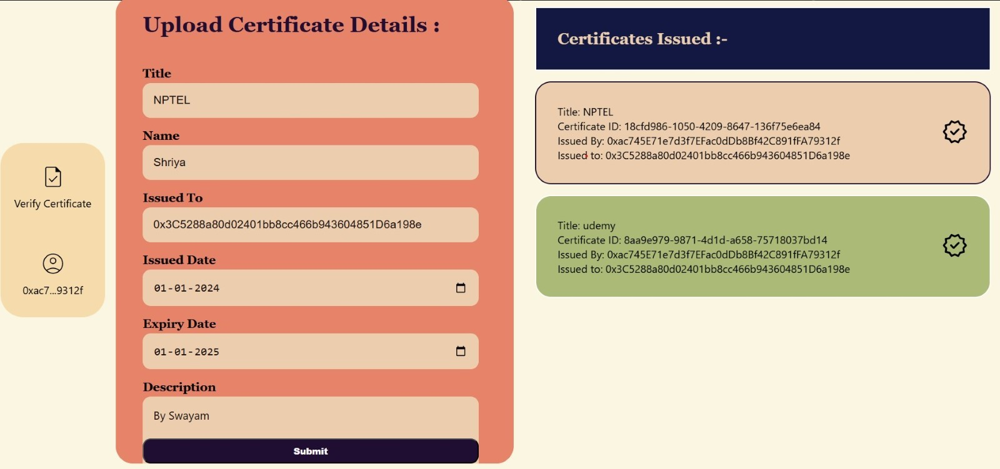 Verify Certificate
0xac7...9312f
Upload Certificate Details :
Title
NPTEL
Name
Shriya
Issued To
0x3C5288a80d02401bb8cc466b943604851D6a198e
Issued Date
01-01-2024
Expiry Date
01-01-2025
Description
By Swayam
Submit
Certificates Issued :-
Title: NPTEL
Certificate ID: 18cfd986-1050-4209-8647-136f75e6ea84
Issued By: 0xac745E71e7d3f7EFac0dDb8Bf42C891fFA79312f
Issued to: 0x3C5288a80d02401bb8cc466b943604851D6a198e
Title: udemy
Certificate ID: 8aa9e979-9871-4d1d-a658-75718037bd14
Issued By: 0xac745E71e7d3f7EFac0dDb8Bf42C891fFA79312f
Issued to: 0x3C5288a80d02401bb8cc466b943604851D6a198e